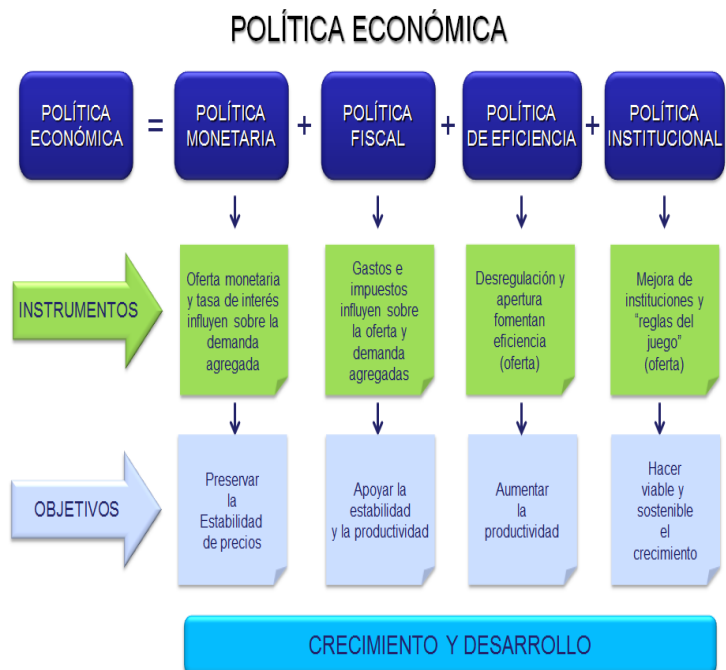 POLÍTICA ECONÓMICA
POLÍTICA
ECONÓMICA
=
POLÍTICA
MONETARIA
+
POLÍTICA
FISCAL
+
POLÍTICA
DE EFICIENCIA
+
POLÍTICA
INSTITUCIONAL
INSTRUMENTOS
Oferta monetaria
y tasa de interés
influyen sobre la
demanda
agregada
Gastos e
impuestos
influyen sobre
la oferta y
demanda
agregadas
Desregulación y
apertura
fomentan
eficiencia
(oferta)
Mejora de
instituciones y
“reglas del
juego”
(oferta)
OBJETIVOS
Preservar
la
Estabilidad
de precios
Apoyar la
estabilidad
y la productividad
Aumentar
la
productividad
Hacer
viable y
sostenible
el
crecimiento
CRECIMIENTO Y DESARROLLO